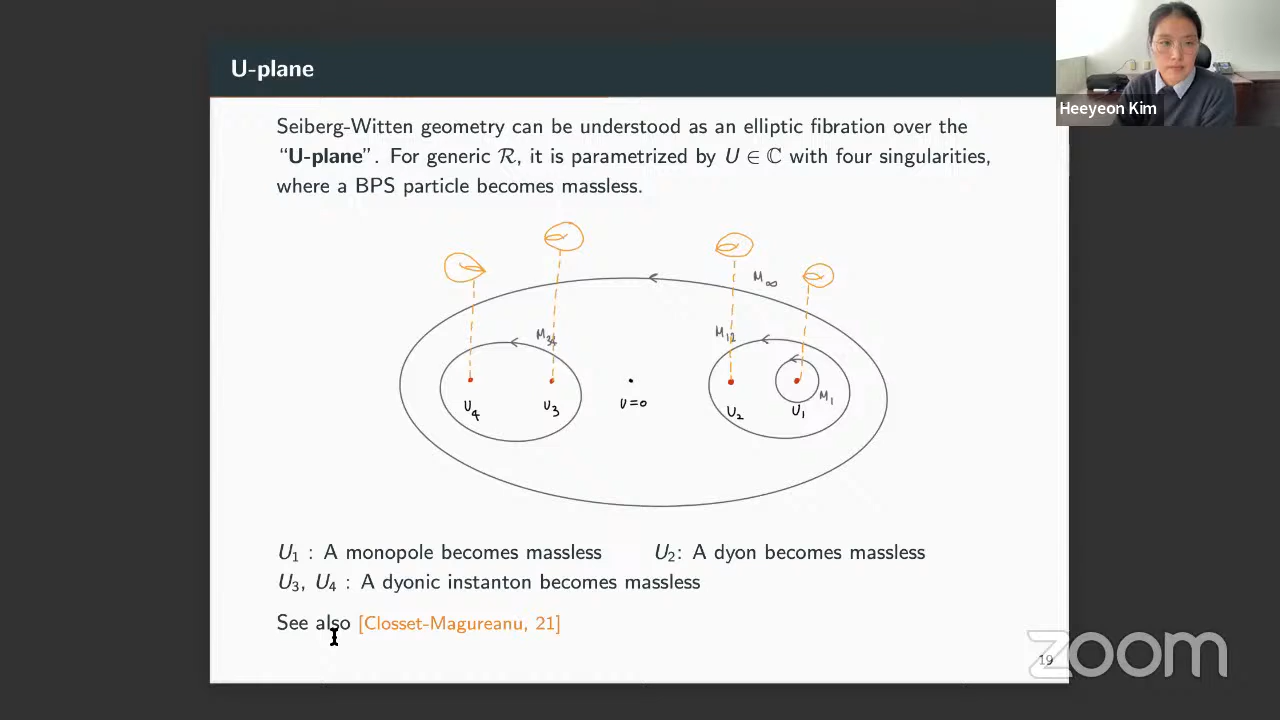 U-plane
Heeyeon Kim
Seiberg-Witten geometry can be understood as an elliptic fibration over the
“U-plane”. For generic ℛ, it is parametrized by U ∈ ℂ with four singularities,
where a BPS particle becomes massless.
M∞
M34
M12
M1
U4
U3
U=0
U2
U1
U1 : A monopole becomes massless U2: A dyon becomes massless
U3, U4 : A dyonic instanton becomes massless
See also [Closset-Magureanu, 21]
19
zoom